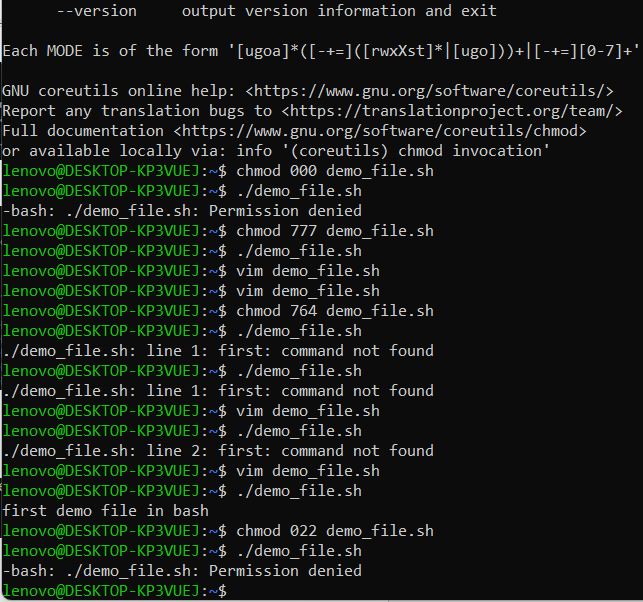 --version     output version information and exit
Each MODE is of the form '[ugoa]*([-+=]([rwxXst]*|[ugo]))+|[-+=][0-7]+'.
GNU coreutils online help: <https://www.gnu.org/software/coreutils/>
Report any translation bugs to <https://translationproject.org/team/>
Full documentation <https://www.gnu.org/software/coreutils/chmod>
or available locally via: info '(coreutils) chmod invocation'
lenovo@DESKTOP-KP3VUEJ:~$ chmod 000 demo_file.sh
lenovo@DESKTOP-KP3VUEJ:~$ ./demo_file.sh
-bash: ./demo_file.sh: Permission denied
lenovo@DESKTOP-KP3VUEJ:~$ chmod 777 demo_file.sh
lenovo@DESKTOP-KP3VUEJ:~$ ./demo_file.sh
lenovo@DESKTOP-KP3VUEJ:~$ vim demo_file.sh
lenovo@DESKTOP-KP3VUEJ:~$ vim demo_file.sh
lenovo@DESKTOP-KP3VUEJ:~$ chmod 764 demo_file.sh
lenovo@DESKTOP-KP3VUEJ:~$ ./demo_file.sh
./demo_file.sh: line 1: first: command not found
lenovo@DESKTOP-KP3VUEJ:~$ ./demo_file.sh
./demo_file.sh: line 1: first: command not found
lenovo@DESKTOP-KP3VUEJ:~$ vim demo_file.sh
lenovo@DESKTOP-KP3VUEJ:~$ ./demo_file.sh
./demo_file.sh: line 2: first: command not found
lenovo@DESKTOP-KP3VUEJ:~$ vim demo_file.sh
lenovo@DESKTOP-KP3VUEJ:~$ ./demo_file.sh
first demo file in bash
lenovo@DESKTOP-KP3VUEJ:~$ chmod 022 demo_file.sh
lenovo@DESKTOP-KP3VUEJ:~$ ./demo_file.sh
-bash: ./demo_file.sh: Permission denied
lenovo@DESKTOP-KP3VUEJ:~$